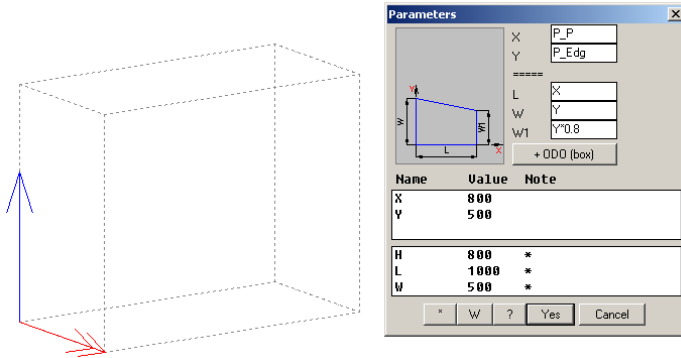 Parameters
X P_P
Y P_Edg
=====
L X
W Y
W1 Y*0.8
+ ODO (box)
Y
W
W1
L
X
Name Value Note
X 800
Y 500
H 800 *
L 1000 *
W 500 *
* W ? Yes Cancel